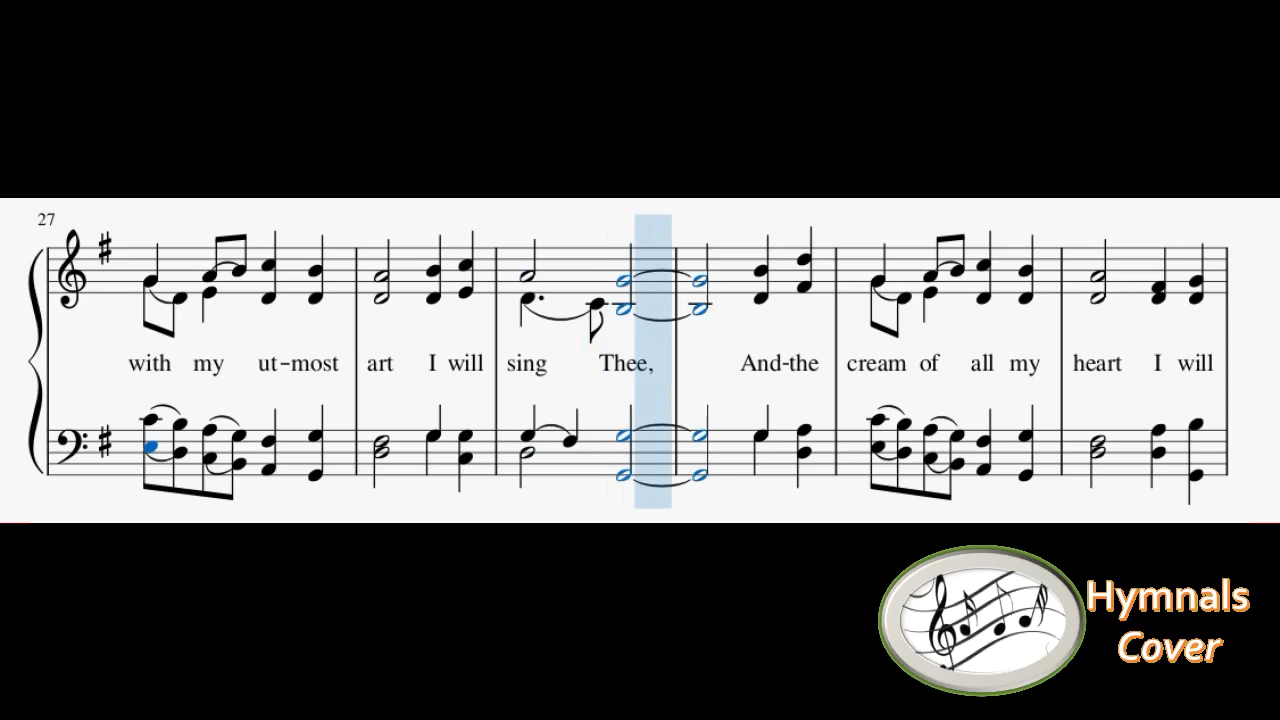 27
with my ut-most art I will sing Thee, And-the cream of all my heart I will
Hymnals
Cover